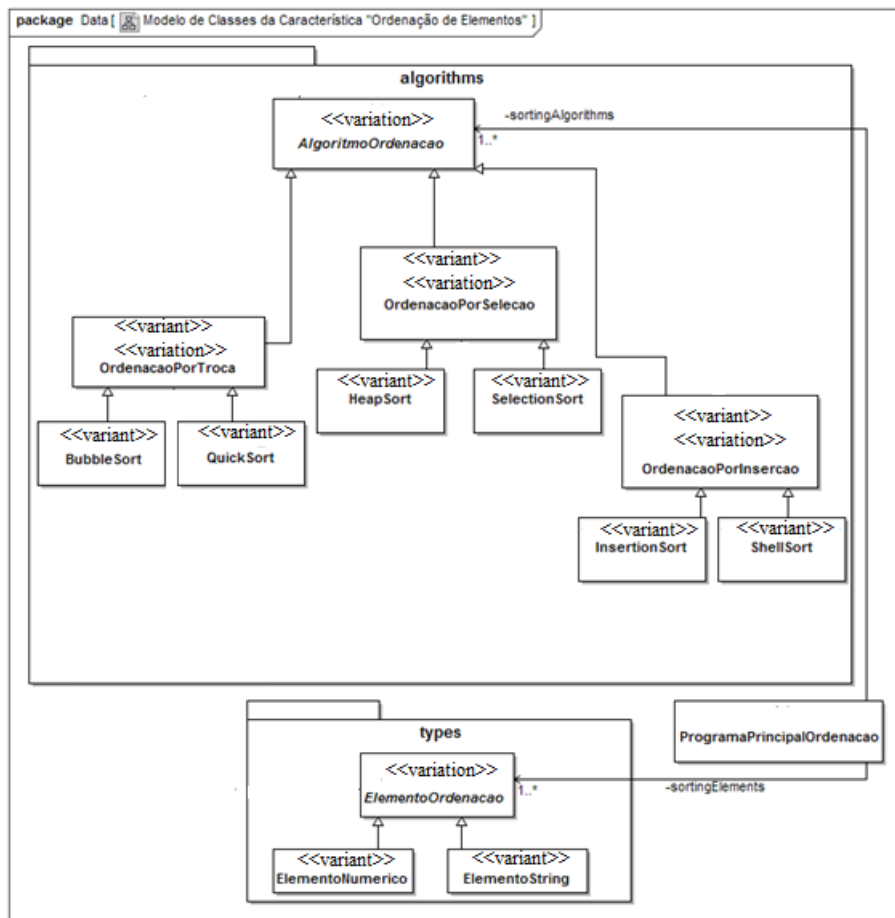 package Data [ Modelo de Classes da Característica "Ordenação de Elementos" ]
algorithms
<<variation>>
AlgoritmoOrdenacao
-sortingAlgorithms
1..*
<<variant>>
<<variation>>
OrdenacaoPorSelecao
<<variant>>
<<variation>>
OrdenacaoPorTroca
<<variant>>
HeapSort
<<variant>>
SelectionSort
<<variant>>
<<variation>>
OrdenacaoPorInsercao
<<variant>>
BubbleSort
<<variant>>
QuickSort
<<variant>>
InsertionSort
<<variant>>
ShellSort
ProgramaPrincipalOrdenacao
types
<<variation>>
ElementoOrdenacao
1..*
-sortingElements
<<variant>>
ElementoNumerico
<<variant>>
ElementoString